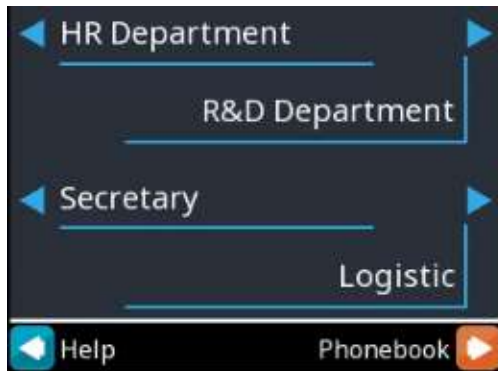 HR Department
R&D Department
Secretary
Logistic
Help Phonebook